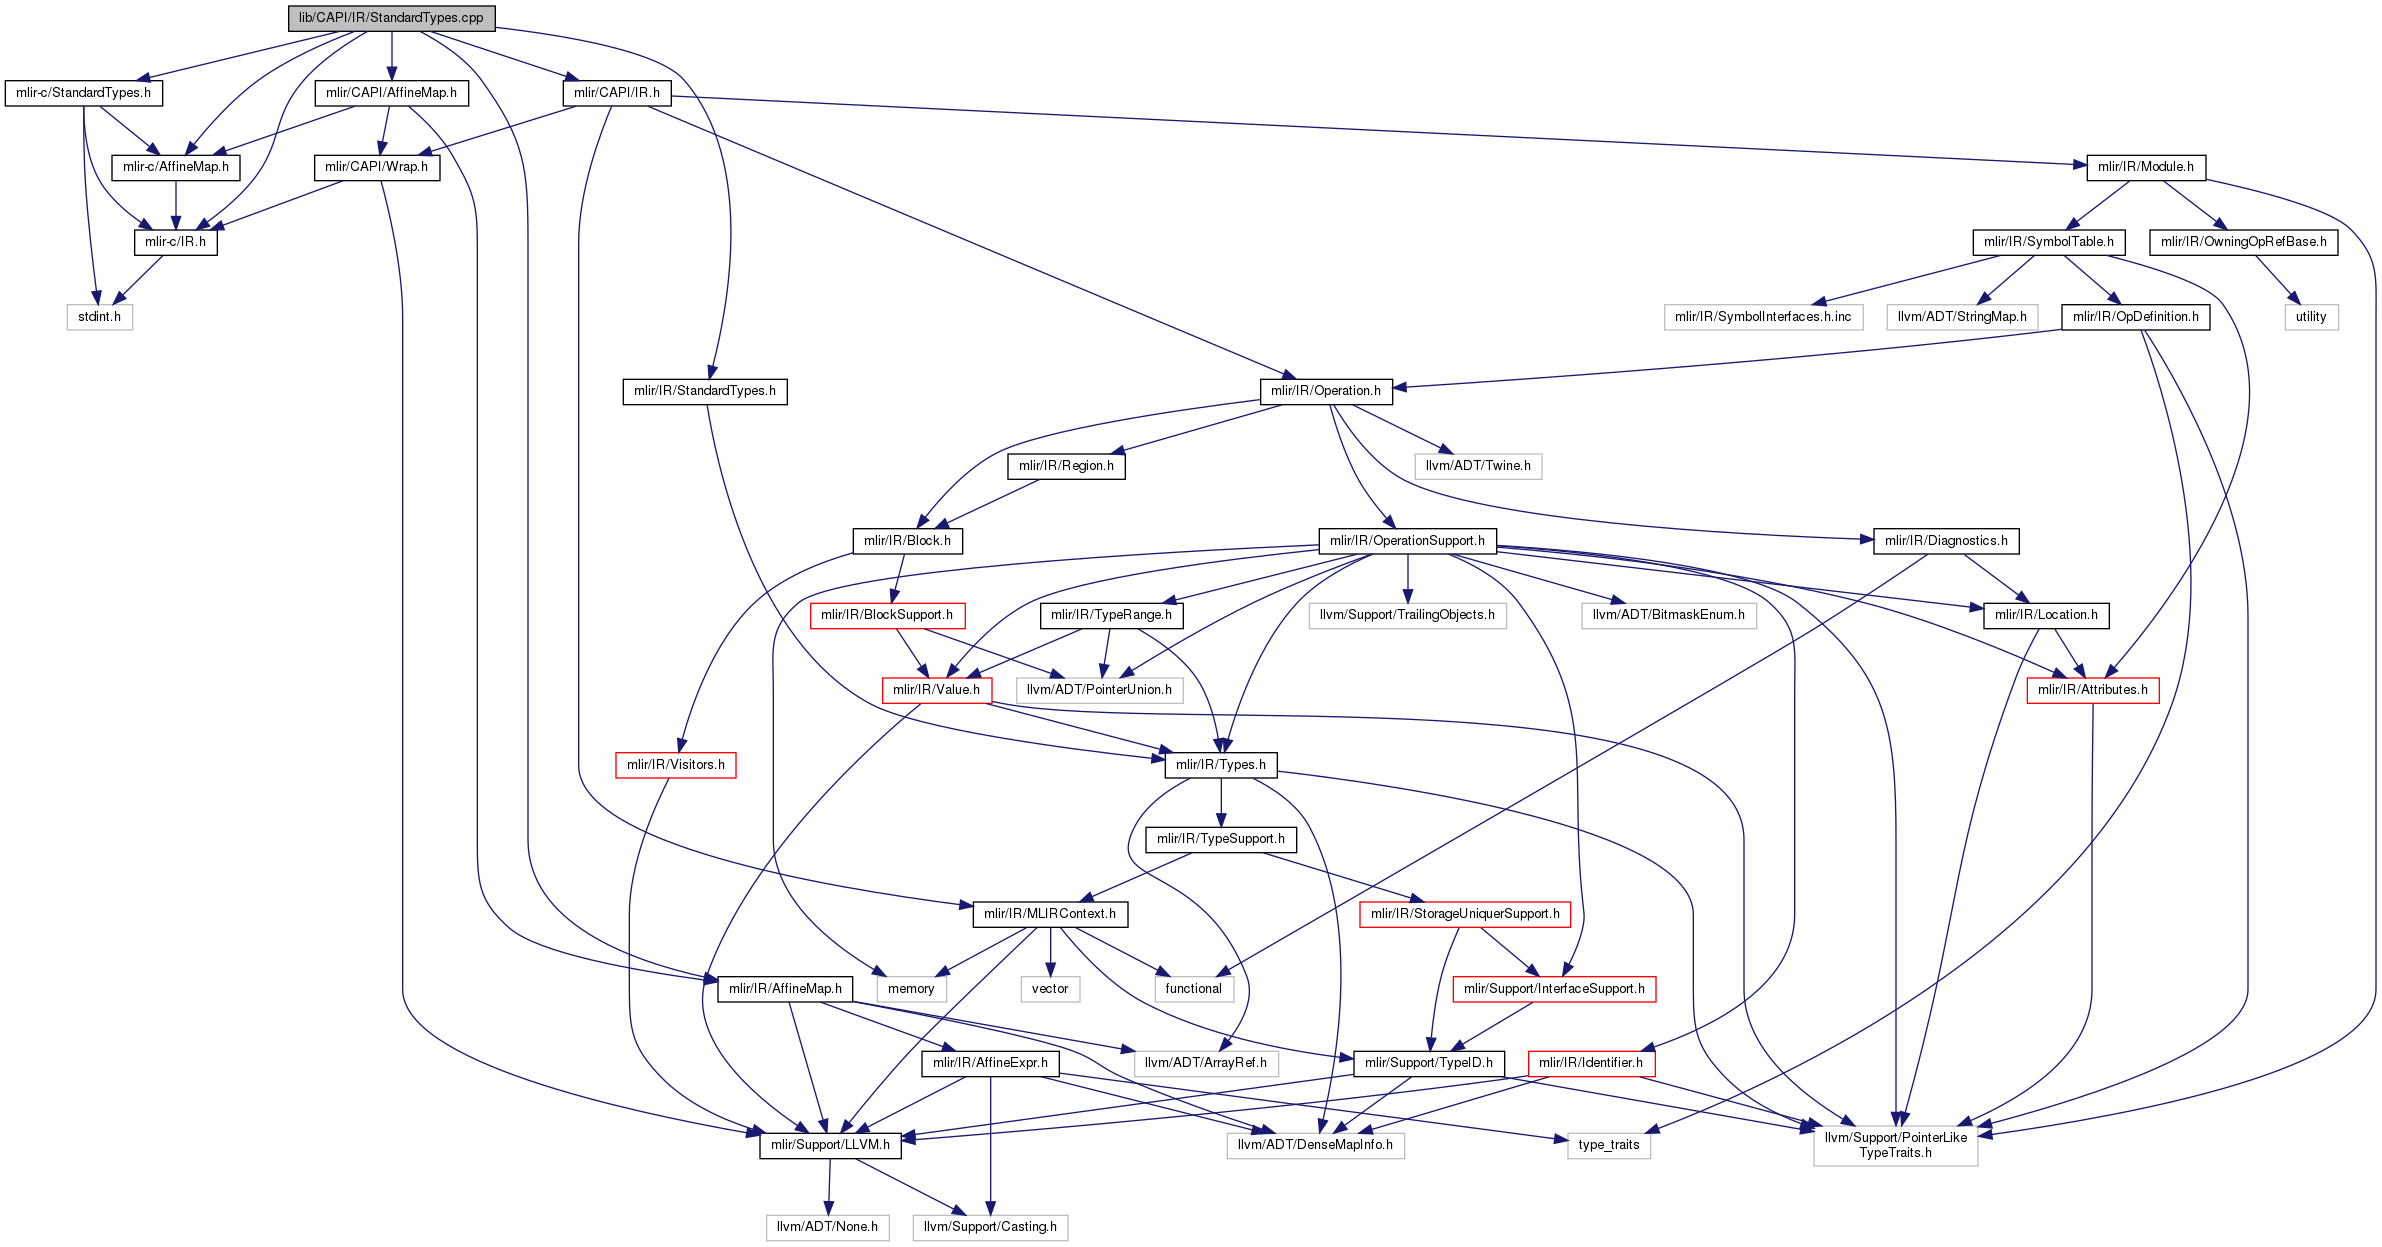 lib/CAPI/IR/StandardTypes.cpp
mlir-c/StandardTypes.h
mlir/CAPI/AffineMap.h
mlir/CAPI/IR.h
mlir-c/AffineMap.h
mlir/CAPI/Wrap.h
mlir/IR/Module.h
mlir-c/IR.h
mlir/IR/SymbolTable.h
mlir/IR/OwningOpRefBase.h
stdint.h
mlir/IR/SymbolInterfaces.h.inc
llvm/ADT/StringMap.h
mlir/IR/OpDefinition.h
utility
mlir/IR/StandardTypes.h
mlir/IR/Operation.h
mlir/IR/Region.h
llvm/ADT/Twine.h
mlir/IR/Block.h
mlir/IR/OperationSupport.h
mlir/IR/Diagnostics.h
mlir/IR/BlockSupport.h
mlir/IR/TypeRange.h
llvm/Support/TrailingObjects.h
llvm/ADT/BitmaskEnum.h
mlir/IR/Location.h
mlir/IR/Value.h
llvm/ADT/PointerUnion.h
mlir/IR/Attributes.h
mlir/IR/Visitors.h
mlir/IR/Types.h
mlir/IR/TypeSupport.h
mlir/IR/MLIRContext.h
mlir/IR/StorageUniquerSupport.h
mlir/IR/AffineMap.h
memory
vector
functional
mlir/Support/InterfaceSupport.h
mlir/IR/AffineExpr.h
llvm/ADT/ArrayRef.h
mlir/Support/TypeID.h
mlir/IR/Identifier.h
mlir/Support/LLVM.h
llvm/ADT/DenseMapInfo.h
type_traits
llvm/Support/PointerLike
TypeTraits.h
llvm/ADT/None.h
llvm/Support/Casting.h